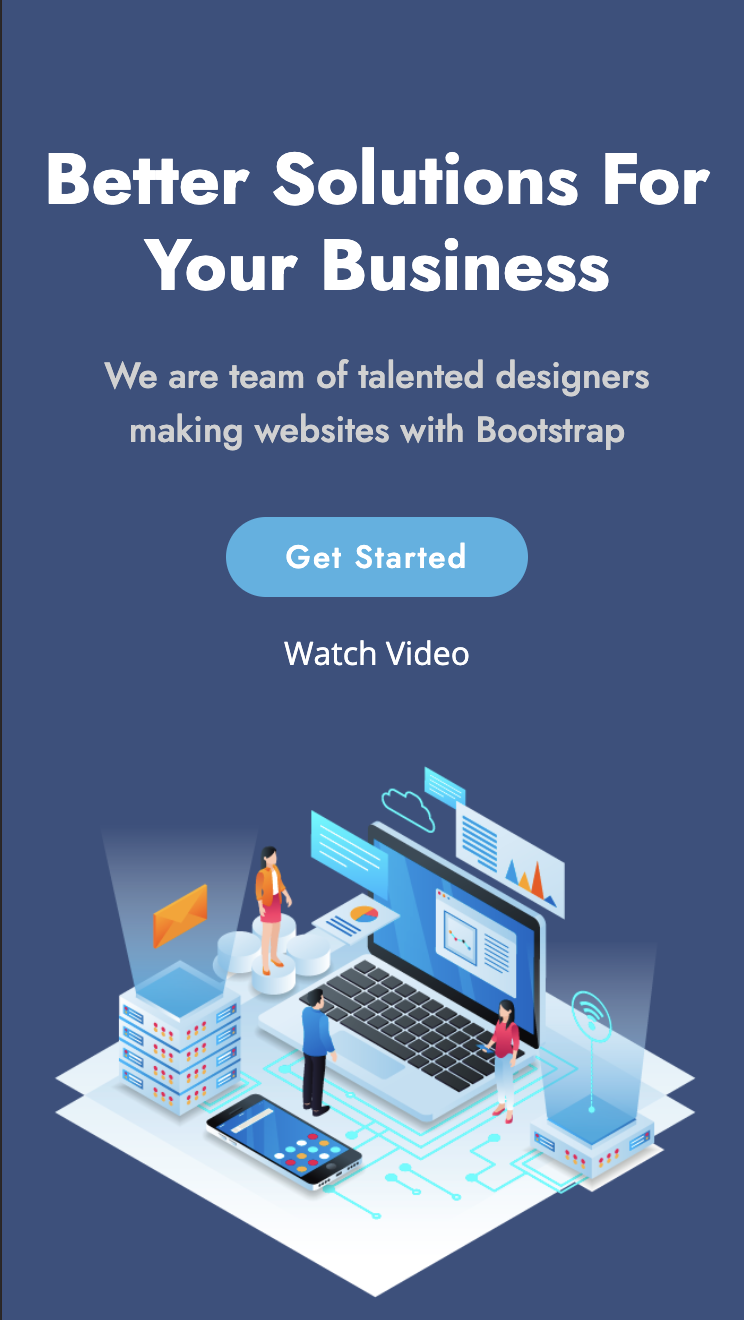 Better Solutions For
Your Business
We are team of talented designers
making websites with Bootstrap
Get Started
Watch Video